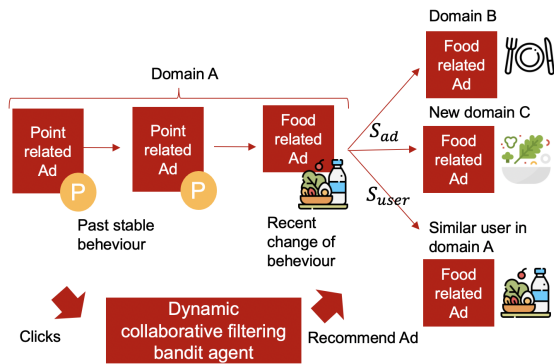 Domain A
Point
related
Ad
P
Point
related
Ad
P
Food
related
Ad
Past stable
beheviour
Recent
change of
beheviour
S_ad
S_user
Domain B
Food
related
Ad
New domain C
Food
related
Ad
Similar user in
domain A
Food
related
Ad
Clicks
Dynamic
collaborative filtering
bandit agent
Recommend Ad